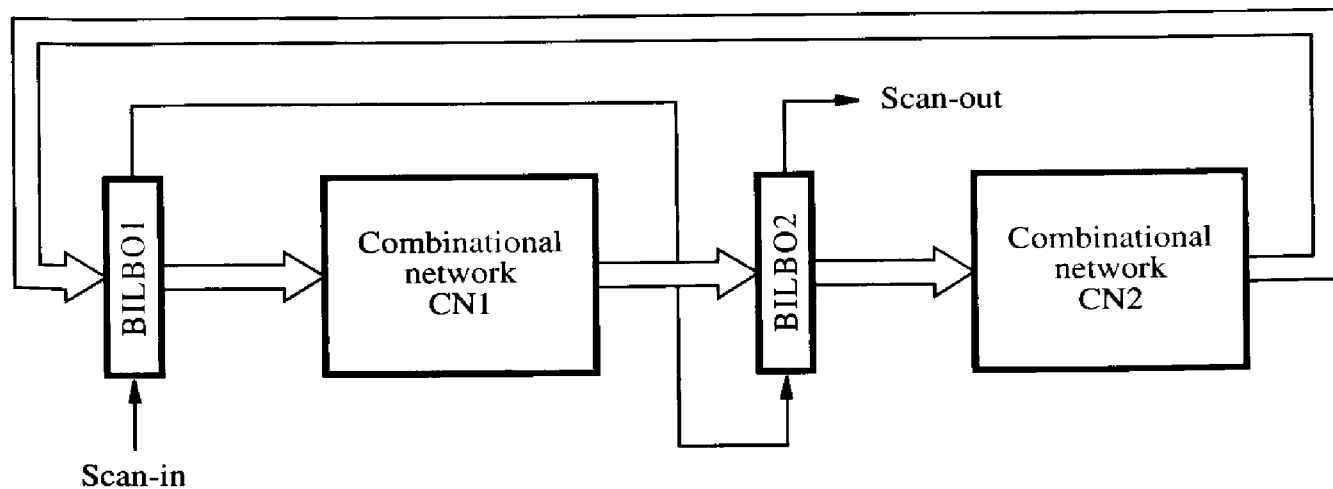 Scan-out
BILBO1
Combinational
network
CN1
BILBO2
Combinational
network
CN2
Scan-in